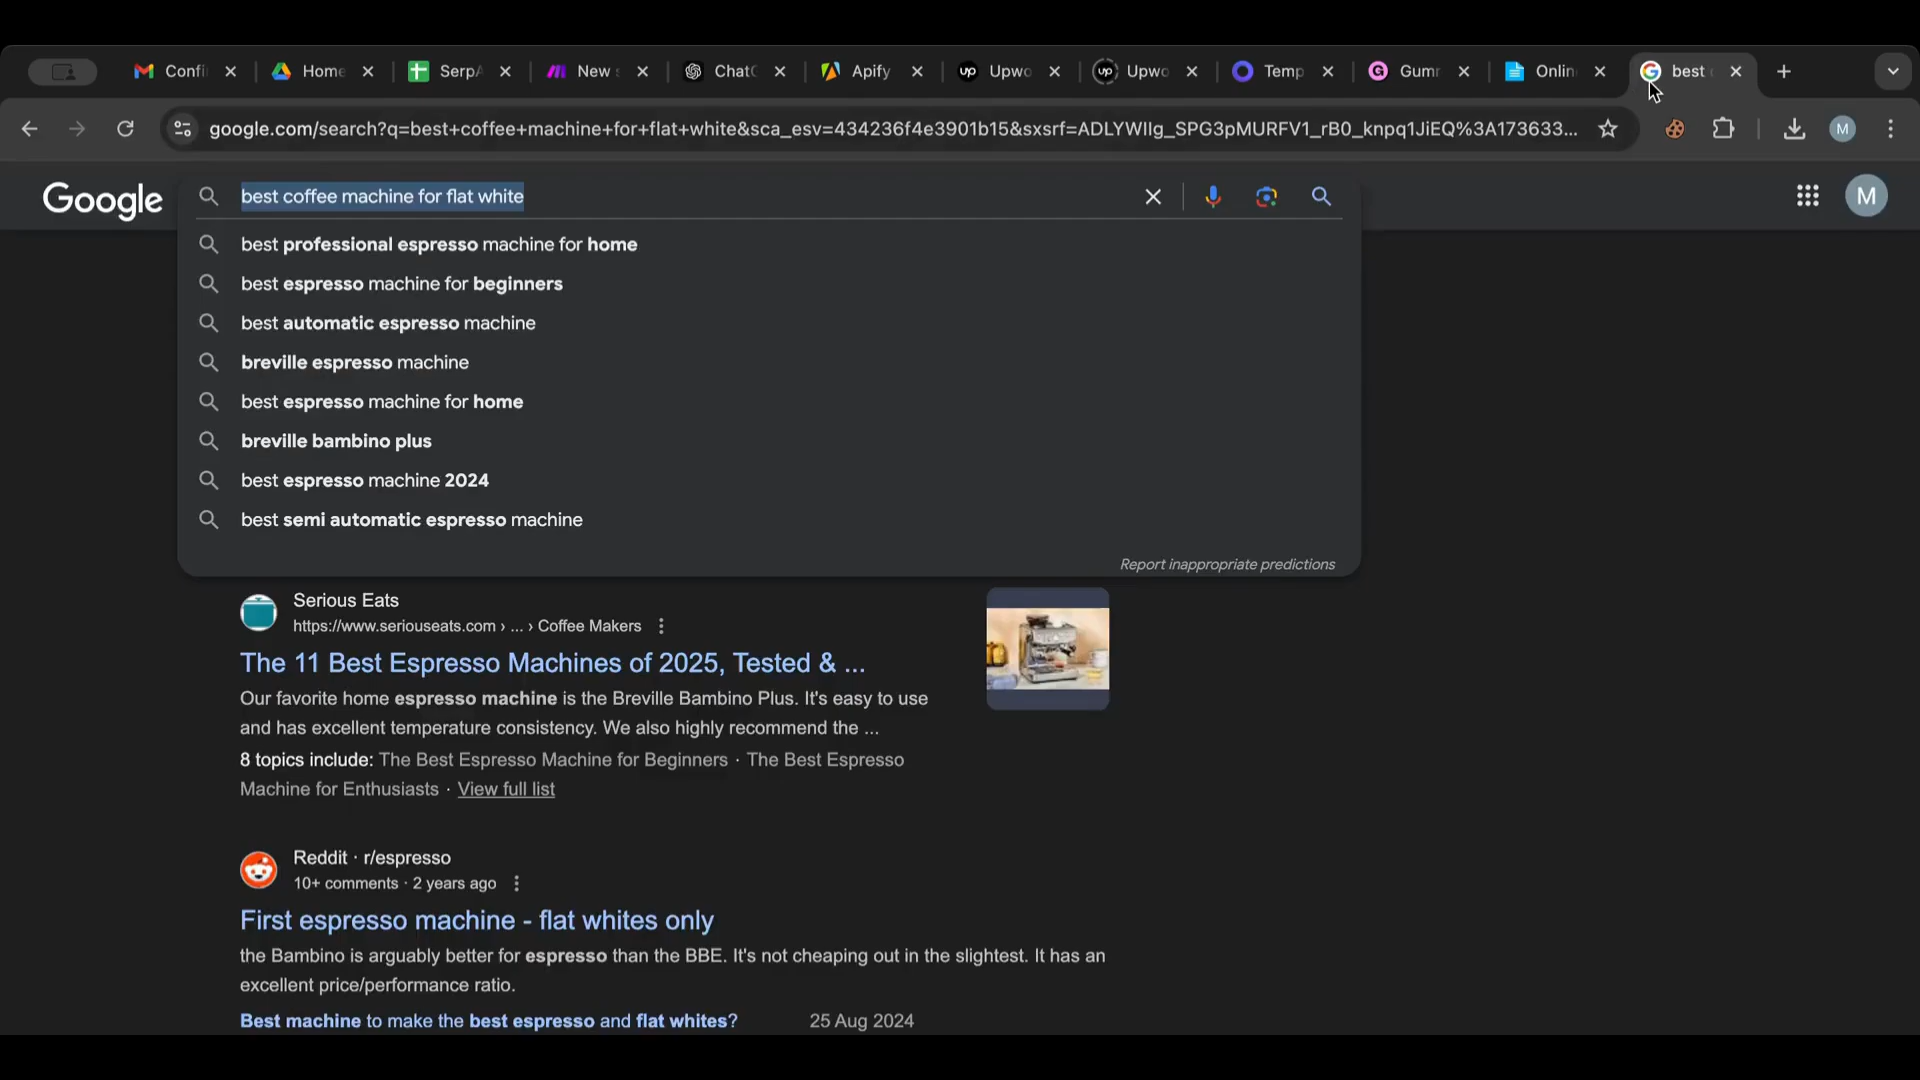 Confi
Home
SerpA
New s
ChatG
Apify
Upwo
Upwo
Temp
Gumr
Onlin
best c
google.com/search?q=best+coffee+machine+for+flat+white&sca_esv=434236f4e3901b15&sxsrf=ADLYWIIg_SPG3pMURFV1_rB0_knpq1JiEQ%3A173633...
M
Google
best coffee machine for flat white
M
best professional espresso machine for home
best espresso machine for beginners
best automatic espresso machine
breville espresso machine
best espresso machine for home
breville bambino plus
best espresso machine 2024
best semi automatic espresso machine
Report inappropriate predictions
Serious Eats
https://www.seriouseats.com › ... › Coffee Makers
The 11 Best Espresso Machines of 2025, Tested & ...
Our favorite home espresso machine is the Breville Bambino Plus. It's easy to use
and has excellent temperature consistency. We also highly recommend the ...
8 topics include: The Best Espresso Machine for Beginners · The Best Espresso
Machine for Enthusiasts · View full list
Reddit · r/espresso
10+ comments · 2 years ago
First espresso machine - flat whites only
the Bambino is arguably better for espresso than the BBE. It's not cheaping out in the slightest. It has an
excellent price/performance ratio.
Best machine to make the best espresso and flat whites? 25 Aug 2024